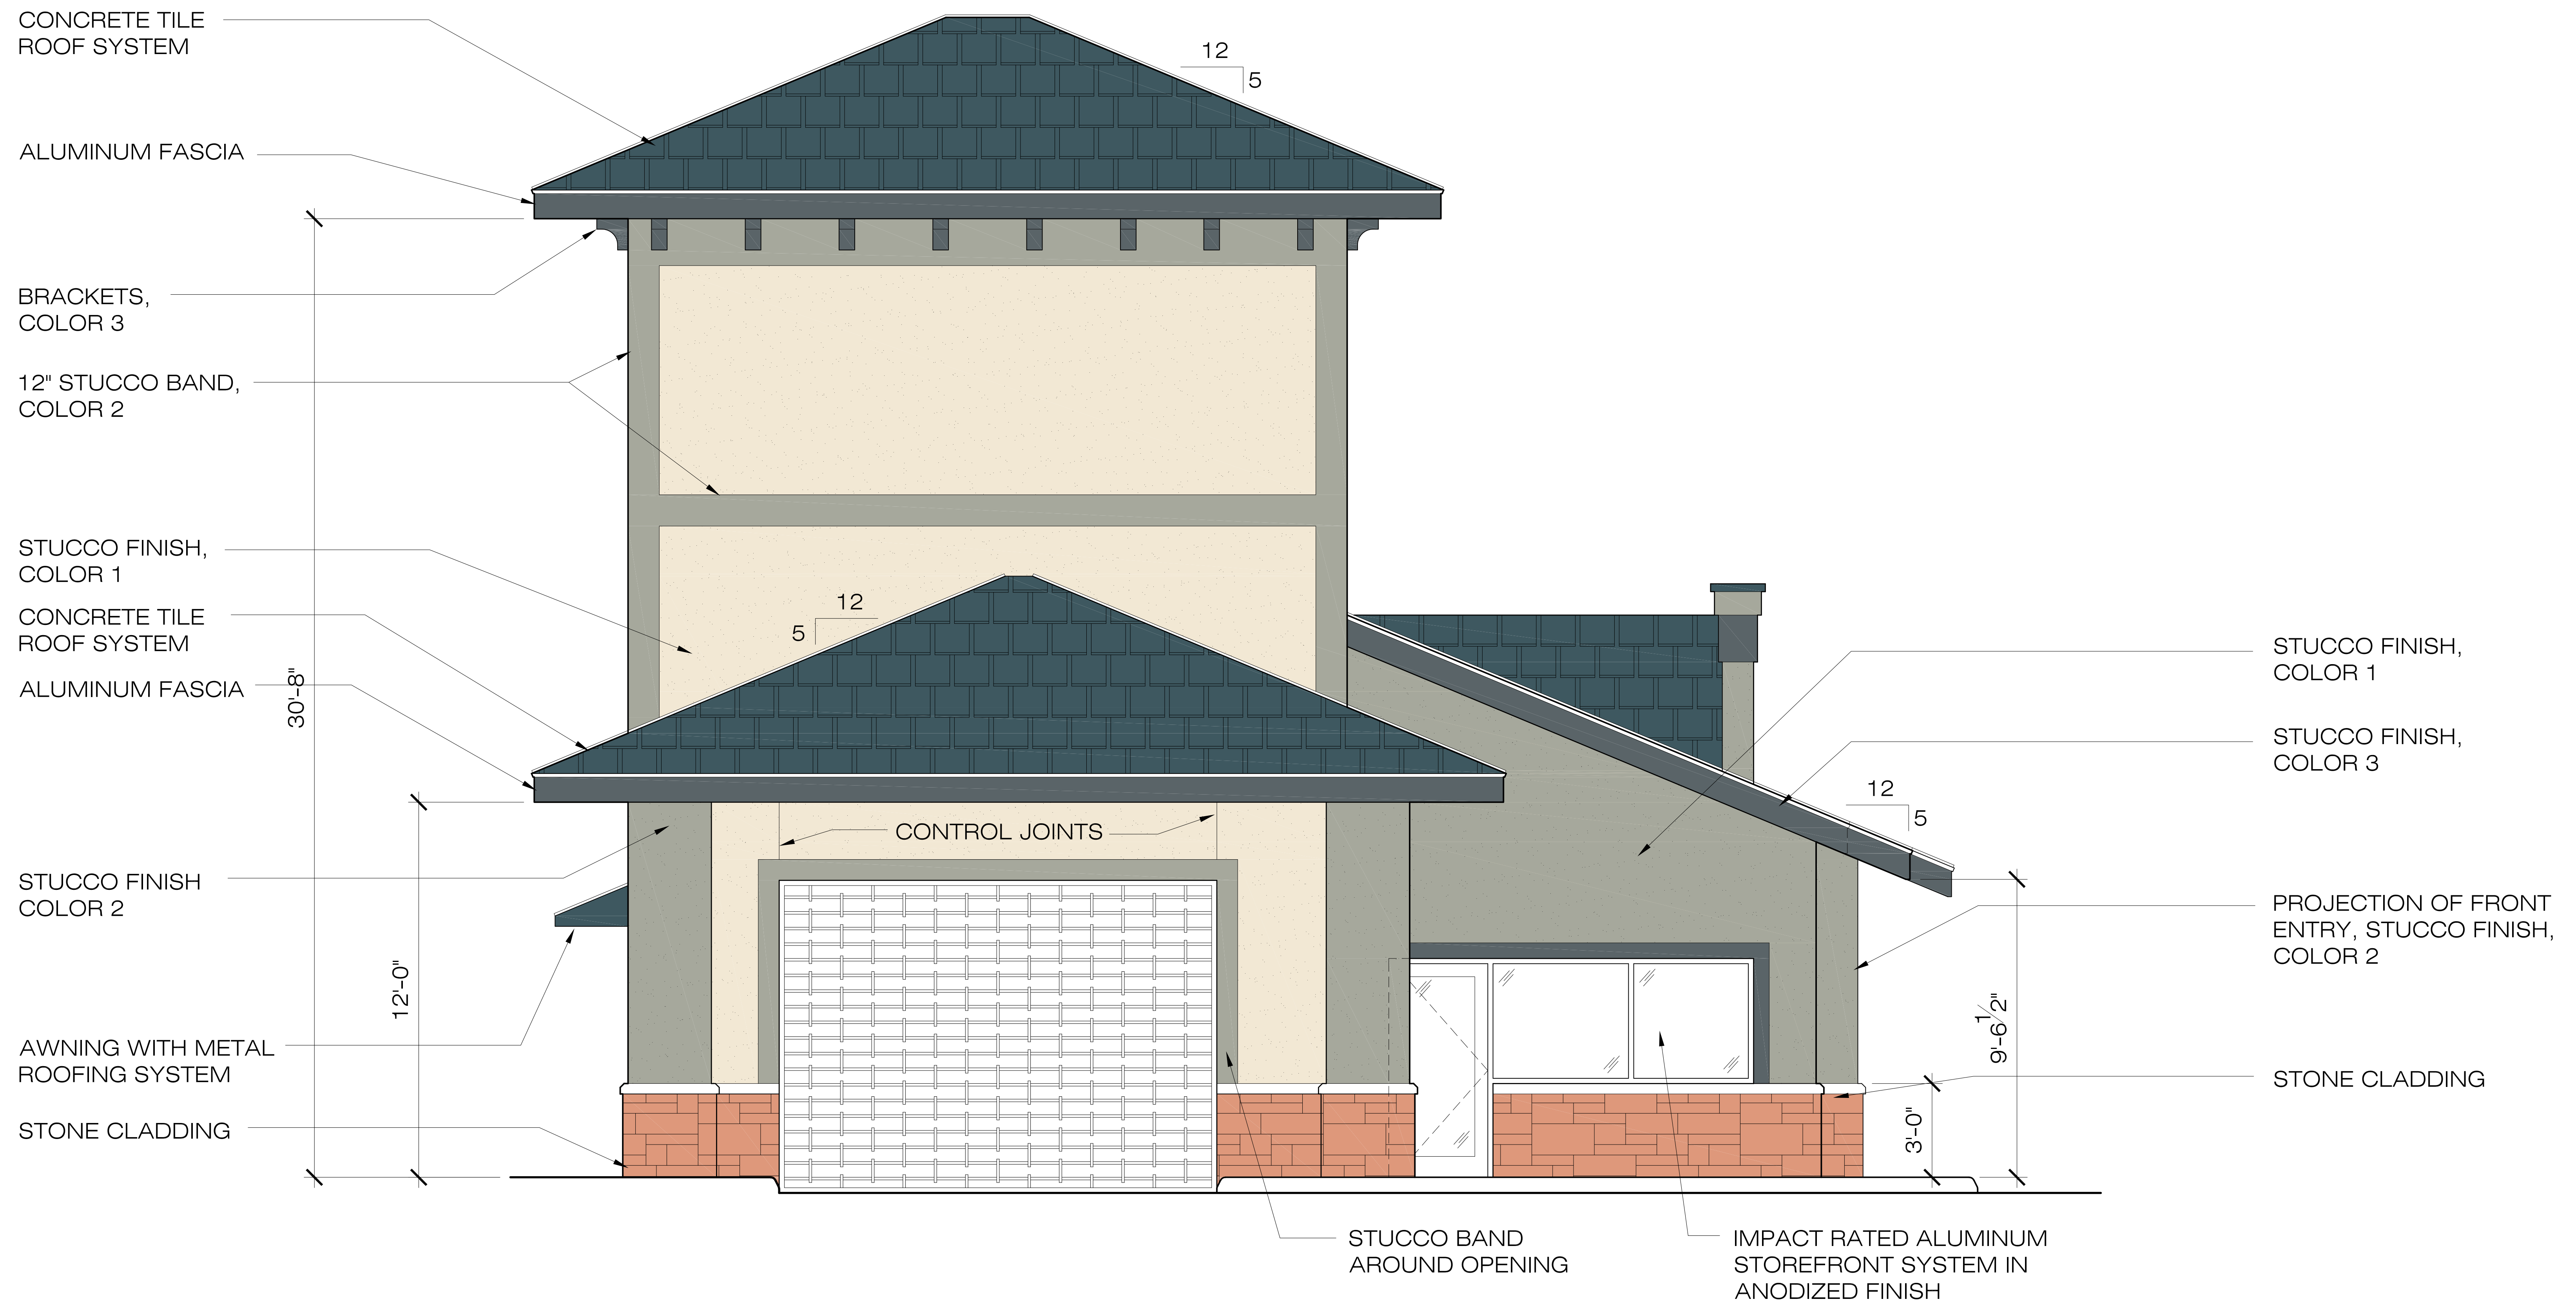 CONCRETE TILE
ROOF SYSTEM
12
5
ALUMINUM FASCIA
BRACKETS,
COLOR 3
12" STUCCO BAND,
COLOR 2
STUCCO FINISH,
COLOR 1
CONCRETE TILE
ROOF SYSTEM
12
5
ALUMINUM FASCIA
30'-8"
STUCCO FINISH,
COLOR 1
STUCCO FINISH,
COLOR 3
12
5
CONTROL JOINTS
STUCCO FINISH
COLOR 2
PROJECTION OF FRONT
ENTRY, STUCCO FINISH,
COLOR 2
12'-0"
9'-6 1/2"
AWNING WITH METAL
ROOFING SYSTEM
STONE CLADDING
STONE CLADDING
3'-0"
STUCCO BAND
AROUND OPENING
IMPACT RATED ALUMINUM
STOREFRONT SYSTEM IN
ANODIZED FINISH